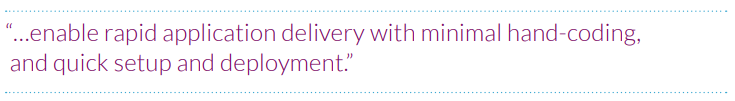 “…enable rapid application delivery with minimal hand-coding,
and quick setup and deployment.”